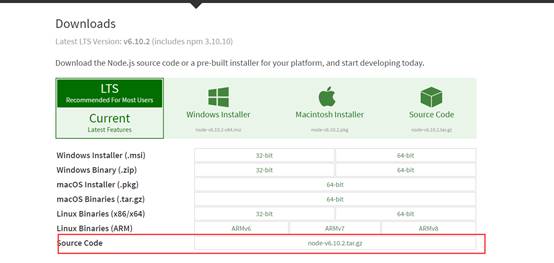 Downloads
Latest LTS Version: v6.10.2 (includes npm 3.10.10)
Download the Node.js source code or a pre-built installer for your platform, and start developing today.
LTS
Recommended For Most Users
Current
Latest Features
Windows Installer
node-v6.10.2-x64.msi
Macintosh Installer
node-v6.10.2.pkg
Source Code
node-v6.10.2.tar.gz
Windows Installer (.msi) 32-bit 64-bit
Windows Binary (.zip) 32-bit 64-bit
macOS Installer (.pkg) 64-bit
macOS Binaries (.tar.gz) 64-bit
Linux Binaries (x86/x64) 32-bit 64-bit
Linux Binaries (ARM) ARMv6 ARMv7 ARMv8
Source Code node-v6.10.2.tar.gz